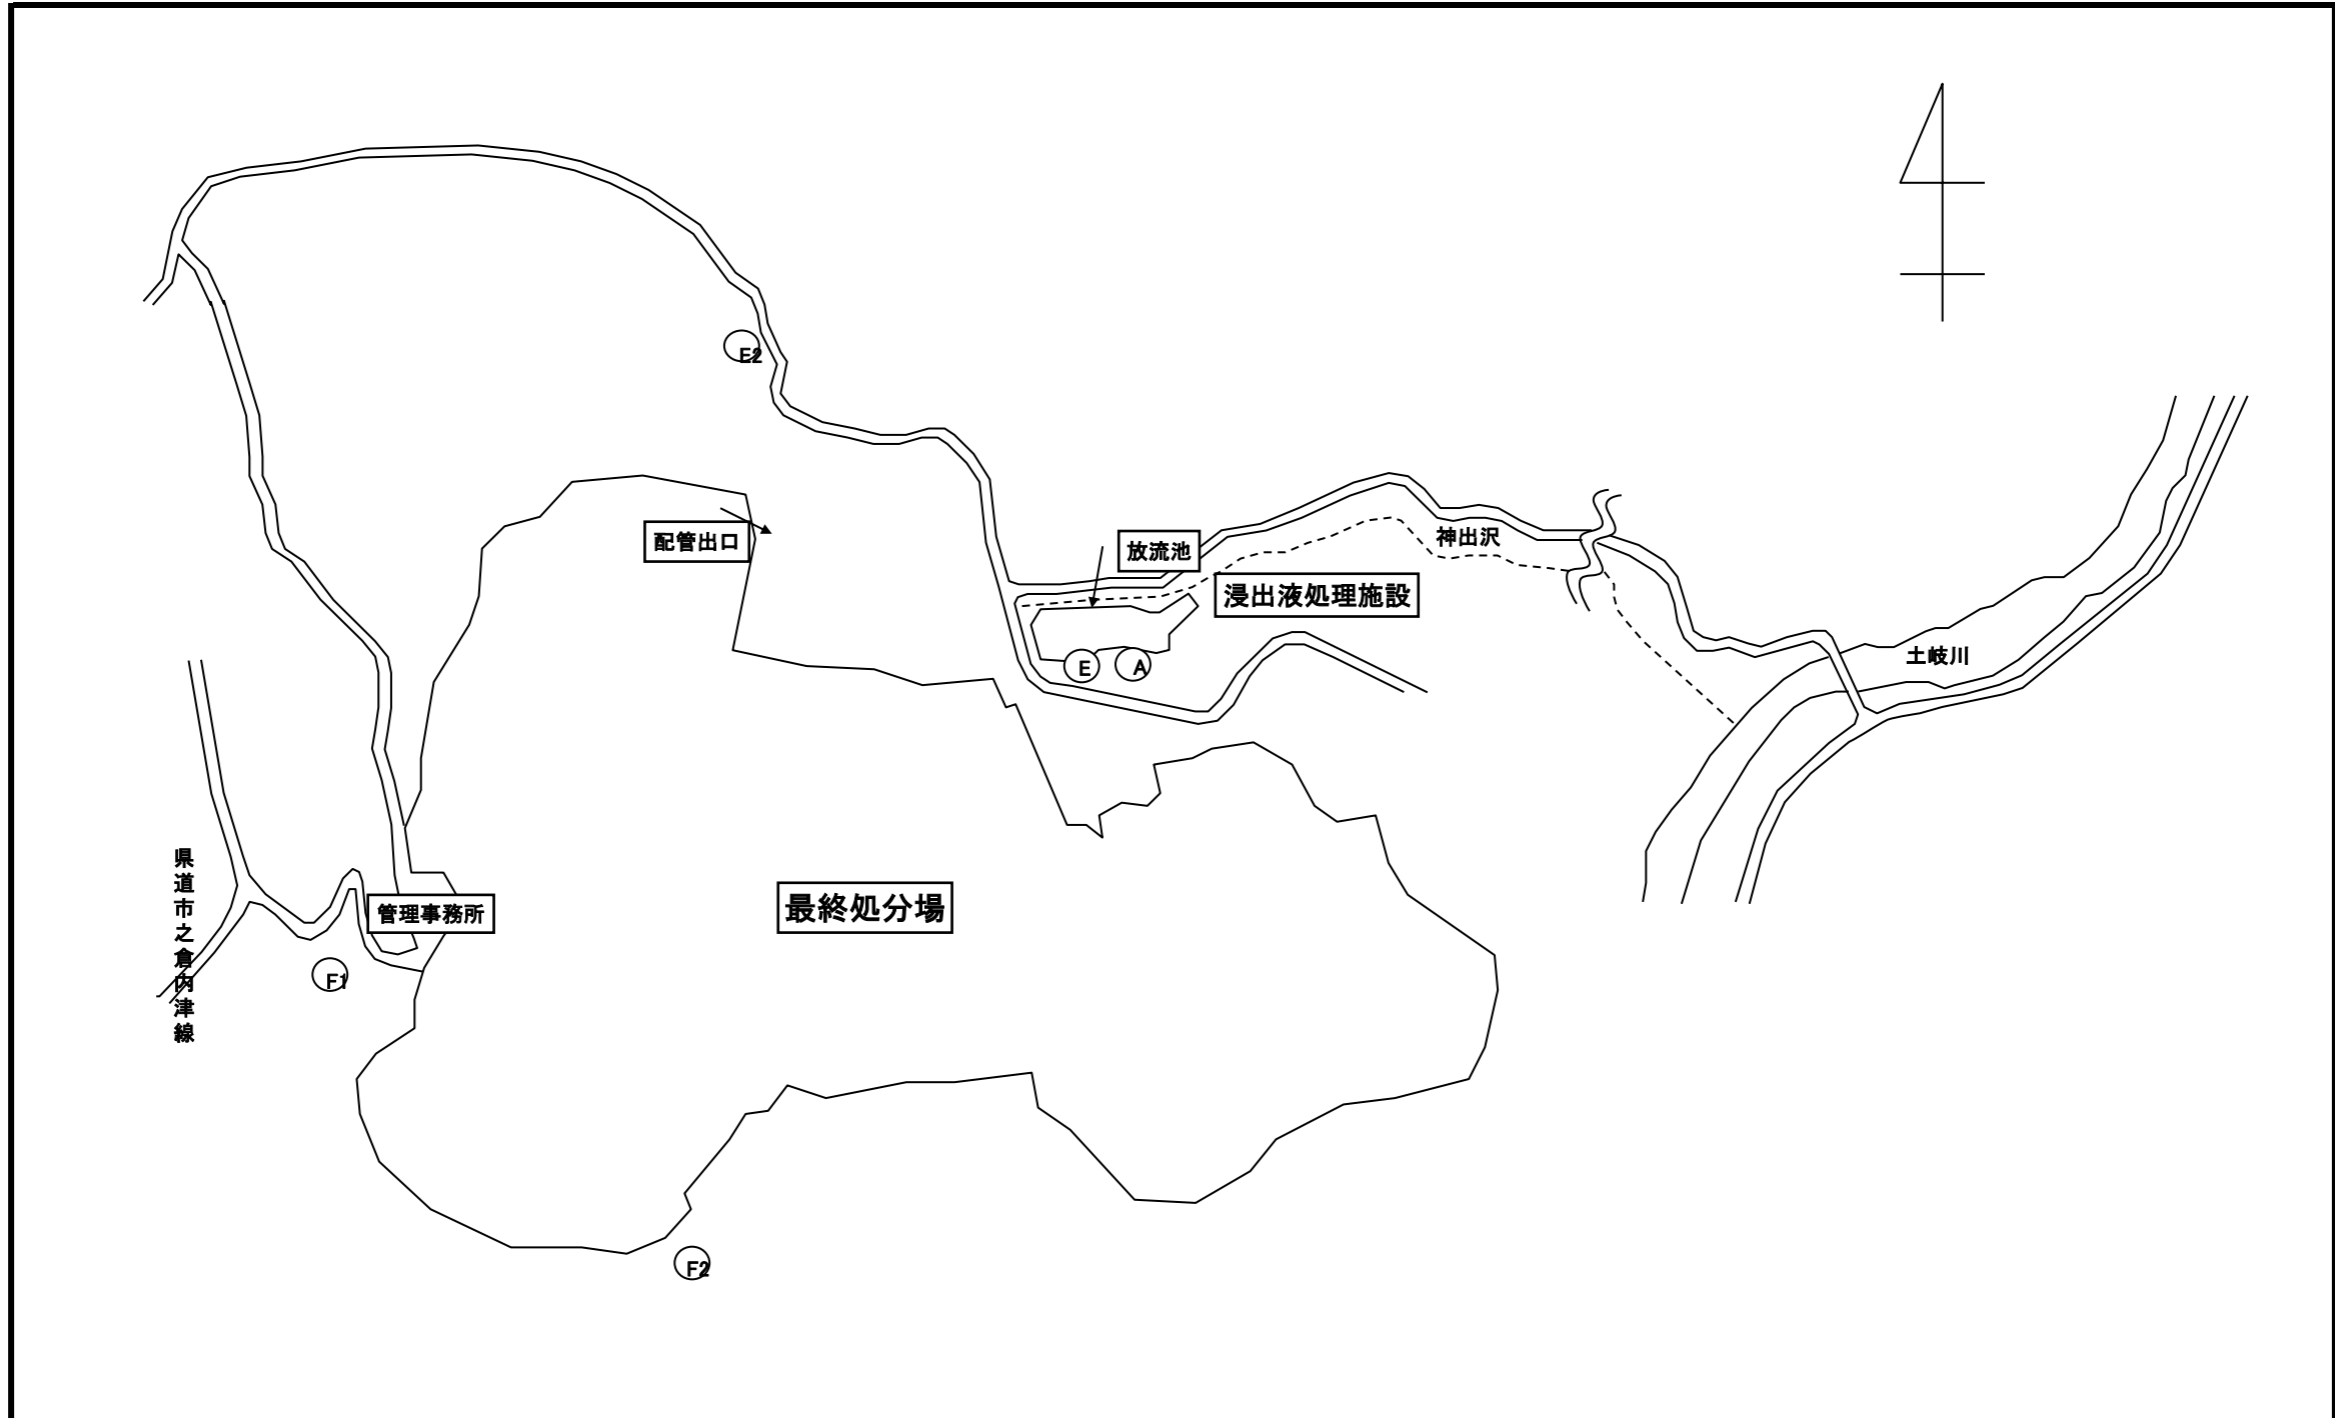 E2
配管出口
放流池
神出沢
浸出液処理施設
E
A
土岐川
県道市之倉内津線
管理事務所
最終処分場
F1
F2